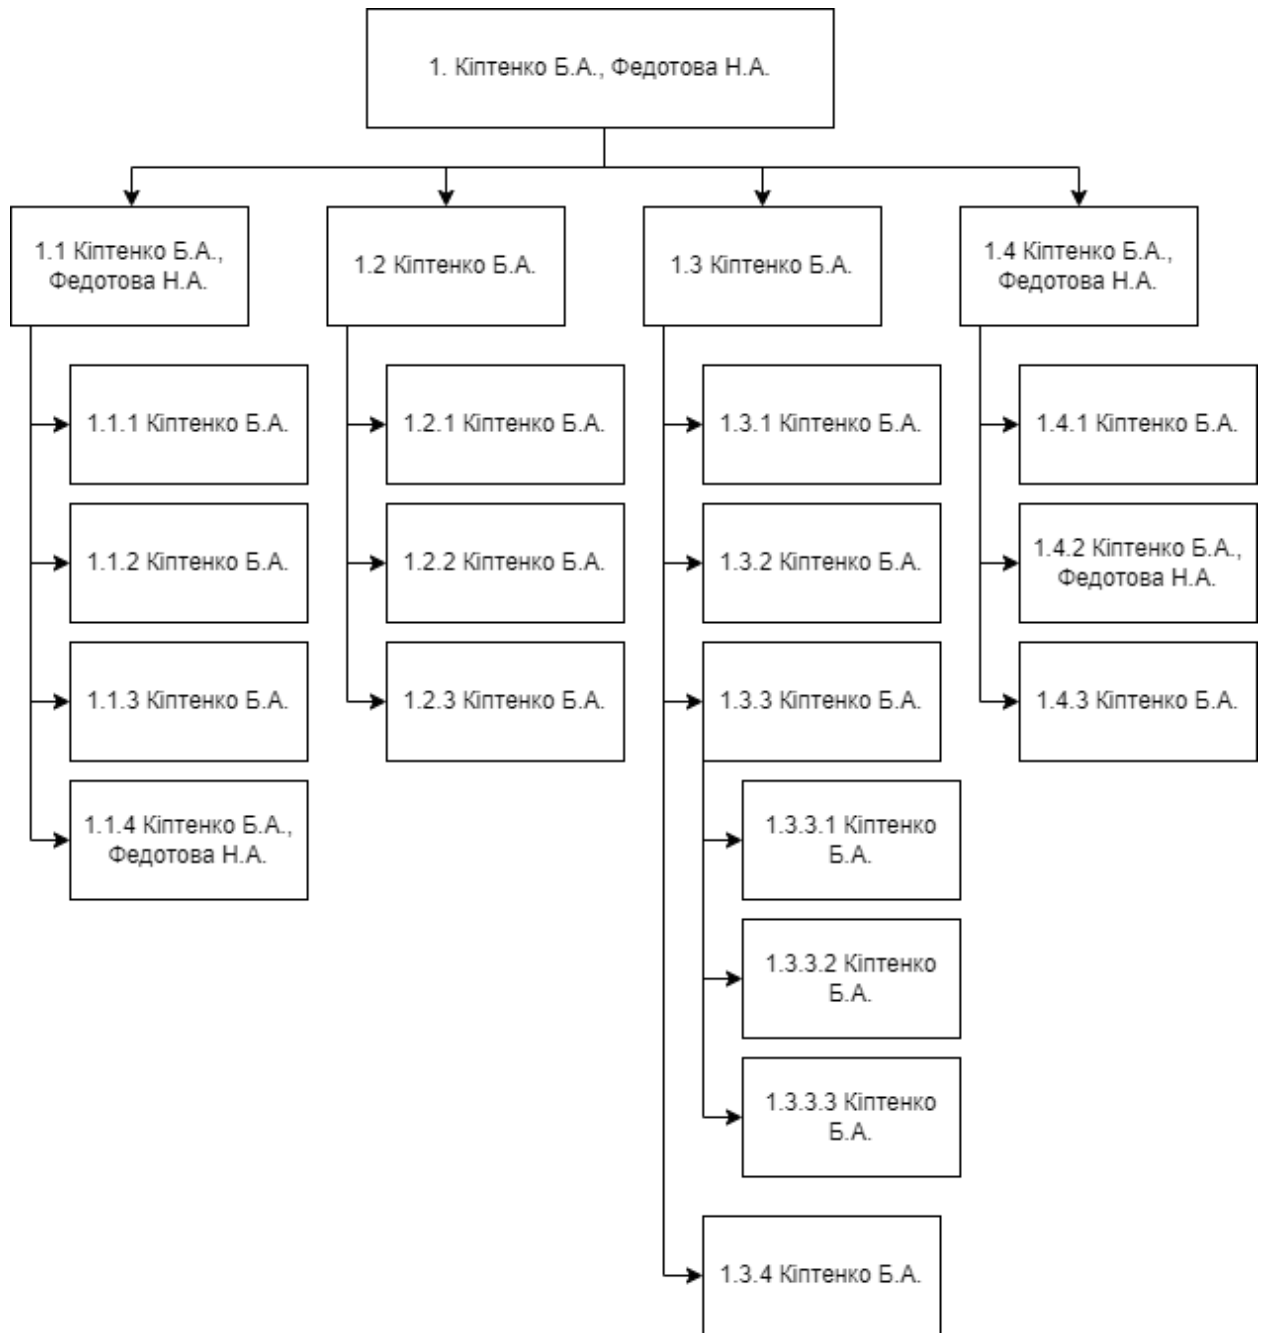 1. Кіптенко Б.А., Федотова Н.А.
1.1 Кіптенко Б.А.,
Федотова Н.А.
1.2 Кіптенко Б.А.
1.3 Кіптенко Б.А.
1.4 Кіптенко Б.А.,
Федотова Н.А.
1.1.1 Кіптенко Б.А.
1.2.1 Кіптенко Б.А.
1.3.1 Кіптенко Б.А.
1.4.1 Кіптенко Б.А.
1.1.2 Кіптенко Б.А.
1.2.2 Кіптенко Б.А.
1.3.2 Кіптенко Б.А.
1.4.2 Кіптенко Б.А.,
Федотова Н.А.
1.1.3 Кіптенко Б.А.
1.2.3 Кіптенко Б.А.
1.3.3 Кіптенко Б.А.
1.4.3 Кіптенко Б.А.
1.1.4 Кіптенко Б.А.,
Федотова Н.А.
1.3.3.1 Кіптенко
Б.А.
1.3.3.2 Кіптенко
Б.А.
1.3.3.3 Кіптенко
Б.А.
1.3.4 Кіптенко Б.А.